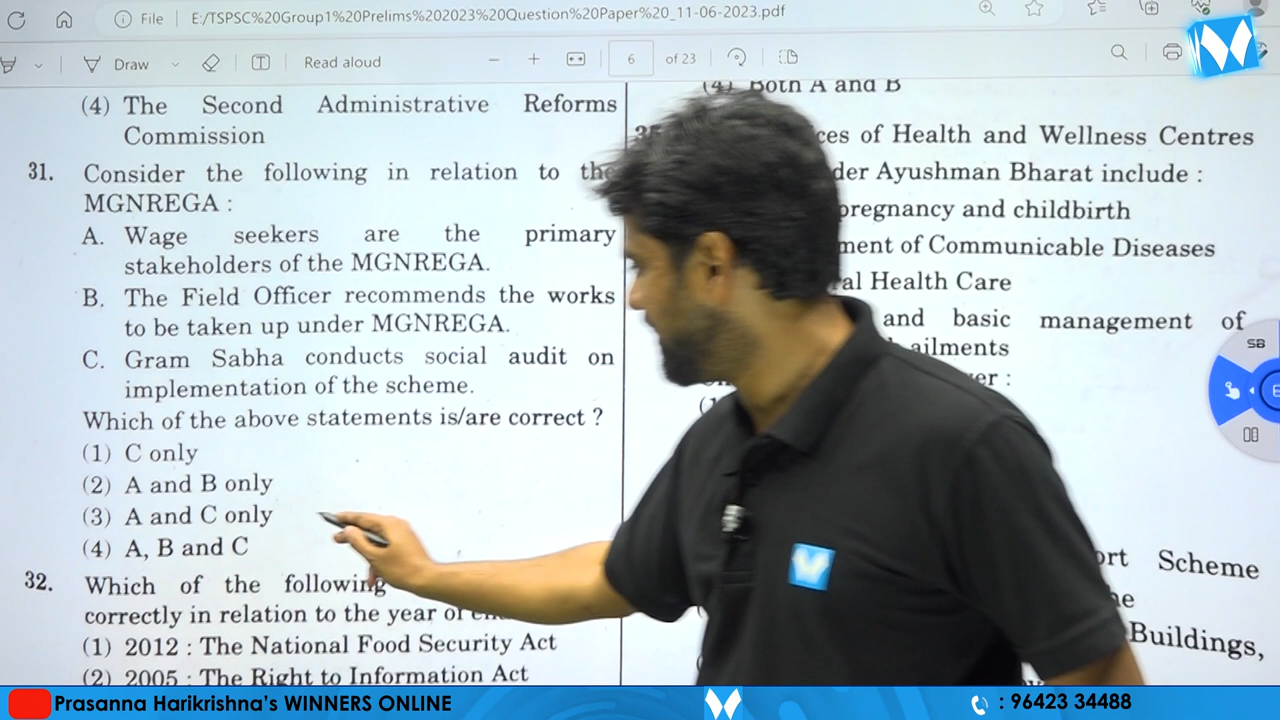 File
E:/TSPSC%20Group1%20Prelims%202023%20Question%20Paper%20_11-06-2023.pdf
Draw
Read aloud
6
of 23
(4) The Second Administrative Reforms
Commission
31. Consider the following in relation to the
MGNREGA :
A. Wage seekers are the primary
stakeholders of the MGNREGA.
B. The Field Officer recommends the works
to be taken up under MGNREGA.
C. Gram Sabha conducts social audit on
implementation of the scheme.
Which of the above statements is/are correct ?
(1) C only
(2) A and B only
(3) A and C only
(4) A, B and C
32. Which of the following
correctly in relation to the year of
(1) 2012 : The National Food Security Act
(2) 2005 : The Right to Information Act
(4) Both A and B
of Health and Wellness Centres
Ayushman Bharat include :
pregnancy and childbirth
of Communicable Diseases
Health Care
and basic management of
ailments
Scheme
Buildings,
58
Prasanna Harikrishna's WINNERS ONLINE
: 96423 34488